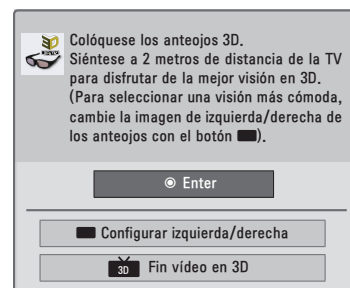 3D
Colóquese los anteojos 3D.
Siéntese a 2 metros de distancia de la TV
para disfrutar de la mejor visión en 3D.
(Para seleccionar una visión más cómoda,
cambie la imagen de izquierda/derecha de
los anteojos con el botón ).
Enter
Configurar izquierda/derecha
3D Fin vídeo en 3D